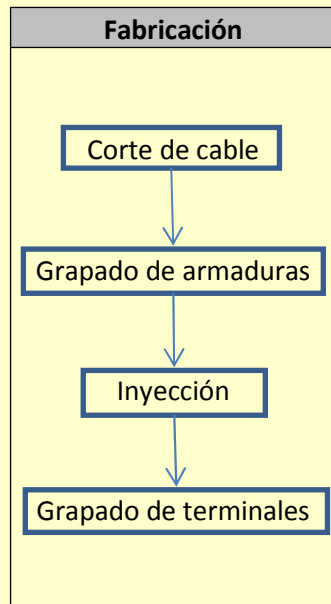 Fabricación
Corte de cable
Grapado de armaduras
Inyección
Grapado de terminales